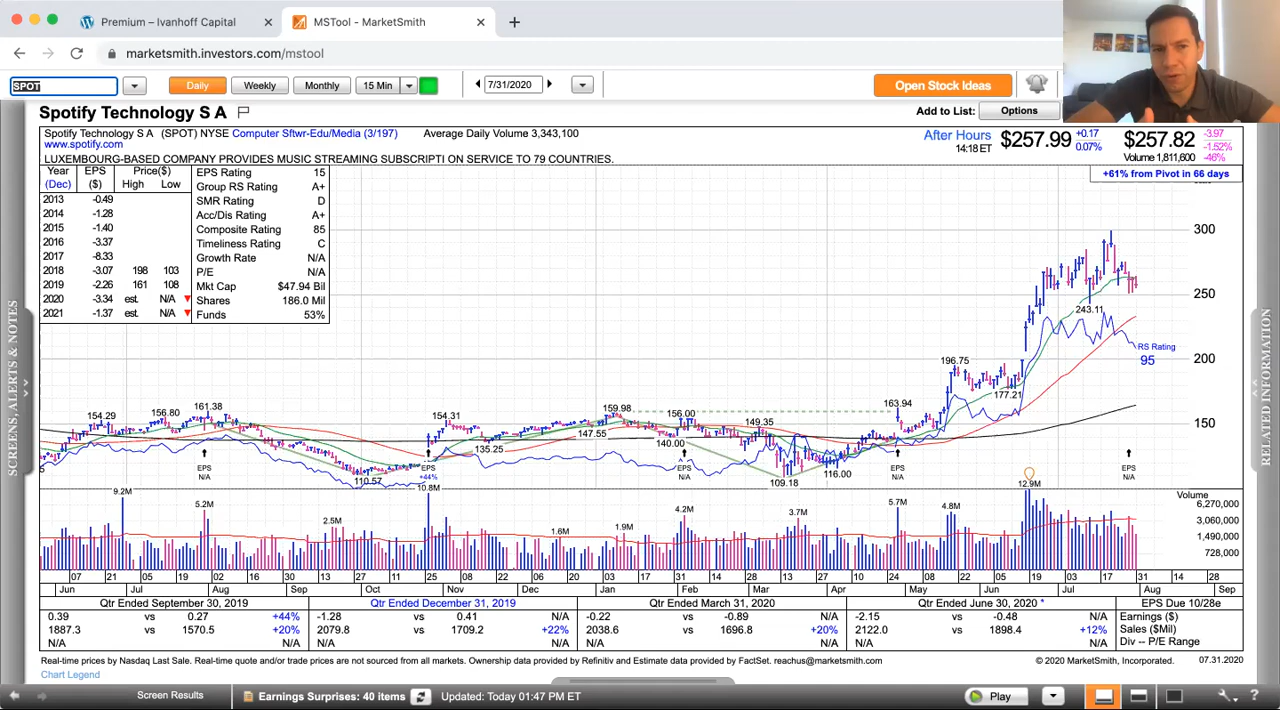 Premium – Ivanhoff Capital
MSTool – MarketSmith
marketsmith.investors.com/mstool
SPOT
Daily
Weekly
Monthly
15 Min
7/31/2020
Open Stock Ideas
Spotify Technology S A
Add to List:
Options
Spotify Technology S A (SPOT) NYSE Computer Sftwr-Edu/Media (3/197) Average Daily Volume 3,343,100
www.spotify.com
LUXEMBOURG-BASED COMPANY PROVIDES MUSIC STREAMING SUBSCRIPTI ON SERVICE TO 79 COUNTRIES.
After Hours
14:18 ET
$257.99
+0.17
0.07%
$257.82
-3.97
-1.52%
Volume 1,811,600
-46%
+61% from Pivot in 66 days
Year EPS Price($)
(Dec) ($) High Low
2013 -0.49
2014 -1.28
2015 -1.40
2016 -3.37
2017 -8.33
2018 -3.07 198 103
2019 -2.26 161 108
2020 -3.34 est. N/A
2021 -1.37 est. N/A
EPS Rating 15
Group RS Rating A+
SMR Rating D
Acc/Dis Rating A+
Composite Rating 85
Timeliness Rating C
Growth Rate N/A
P/E N/A
Mkt Cap $47.94 Bil
Shares 186.0 Mil
Funds 53%
300
250
243.11
RS Rating
95
200
196.75
177.21
163.94
161.38
159.98
156.80
156.00
154.29
154.31
149.35
150
147.55
140.00
135.25
116.00
110.57
109.18
EPS
N/A
EPS
+44%
EPS
N/A
EPS
N/A
EPS
N/A
9.2M
5.2M
2.5M
10.8M
1.6M
1.9M
4.2M
3.7M
5.7M
4.8M
12.9M
Volume
6,270,000
3,060,000
1,490,000
728,000
07 21 05 19 02 16 30 13 27 11 25 08 22 06 20 03 17 31 14 28 13 27 10 24 08 22 05 19 03 17 31 14 28
Jun Jul Aug Sep Oct Nov Dec Jan Feb Mar Apr May Jun Jul Aug Sep
Qtr Ended September 30, 2019
0.39 vs 0.27 +44%
1887.3 vs 1570.5 +20%
N/A N/A
Qtr Ended December 31, 2019
-1.28 vs 0.41 N/A
2079.8 vs 1709.2 +22%
N/A N/A
Qtr Ended March 31, 2020
-0.22 vs -0.89 N/A
2038.6 vs 1696.8 +20%
N/A N/A
Qtr Ended June 30, 2020 *
-2.15 vs -0.48 N/A
2122.0 vs 1898.4 +12%
N/A N/A
EPS Due 10/28e
Earnings ($)
Sales ($Mil)
Div -- P/E Range
Real-time prices by Nasdaq Last Sale. Real-time quote and/or trade prices are not sourced from all markets. Ownership data provided by Refinitiv and Estimate data provided by FactSet. reachus@marketsmith.com
© 2020 MarketSmith, Incorporated.
07.31.2020
Chart Legend
SCREENS, ALERTS & NOTES
RELATED INFORMATION
Screen Results
Earnings Surprises: 40 items
Updated: Today 01:47 PM ET
Play